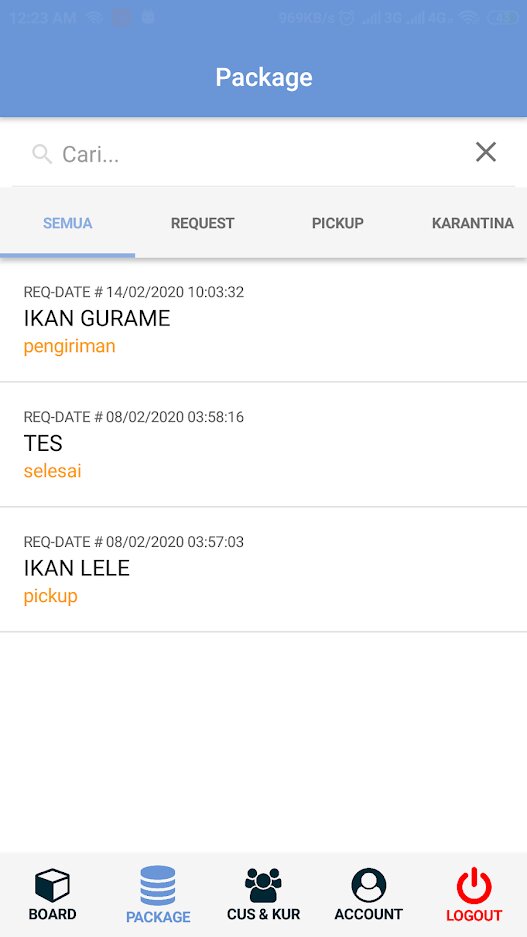 12:23 AM 969KB/s 3G 4G 43
Package
Cari...
SEMUA REQUEST PICKUP KARANTINA
REQ-DATE # 14/02/2020 10:03:32
IKAN GURAME
pengiriman
REQ-DATE # 08/02/2020 03:58:16
TES
selesai
REQ-DATE # 08/02/2020 03:57:03
IKAN LELE
pickup
BOARD PACKAGE CUS & KUR ACCOUNT LOGOUT